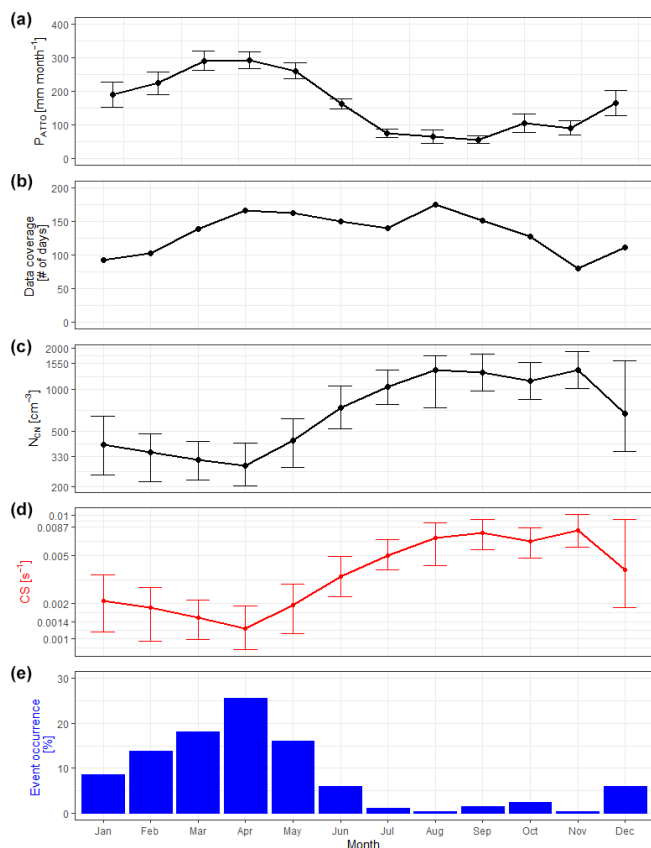 (a)
P_ATTO [mm month⁻¹]
400
300
200
100
0
(b)
Data coverage
[# of days]
200
150
100
50
0
(c)
N_CN [cm⁻³]
2000
1550
1000
500
330
200
(d)
CS [s⁻¹]
0.01
0.0087
0.005
0.002
0.0014
0.001
(e)
Event occurrence
[%]
30
20
10
0
Jan Feb Mar Apr May Jun Jul Aug Sep Oct Nov Dec
Month